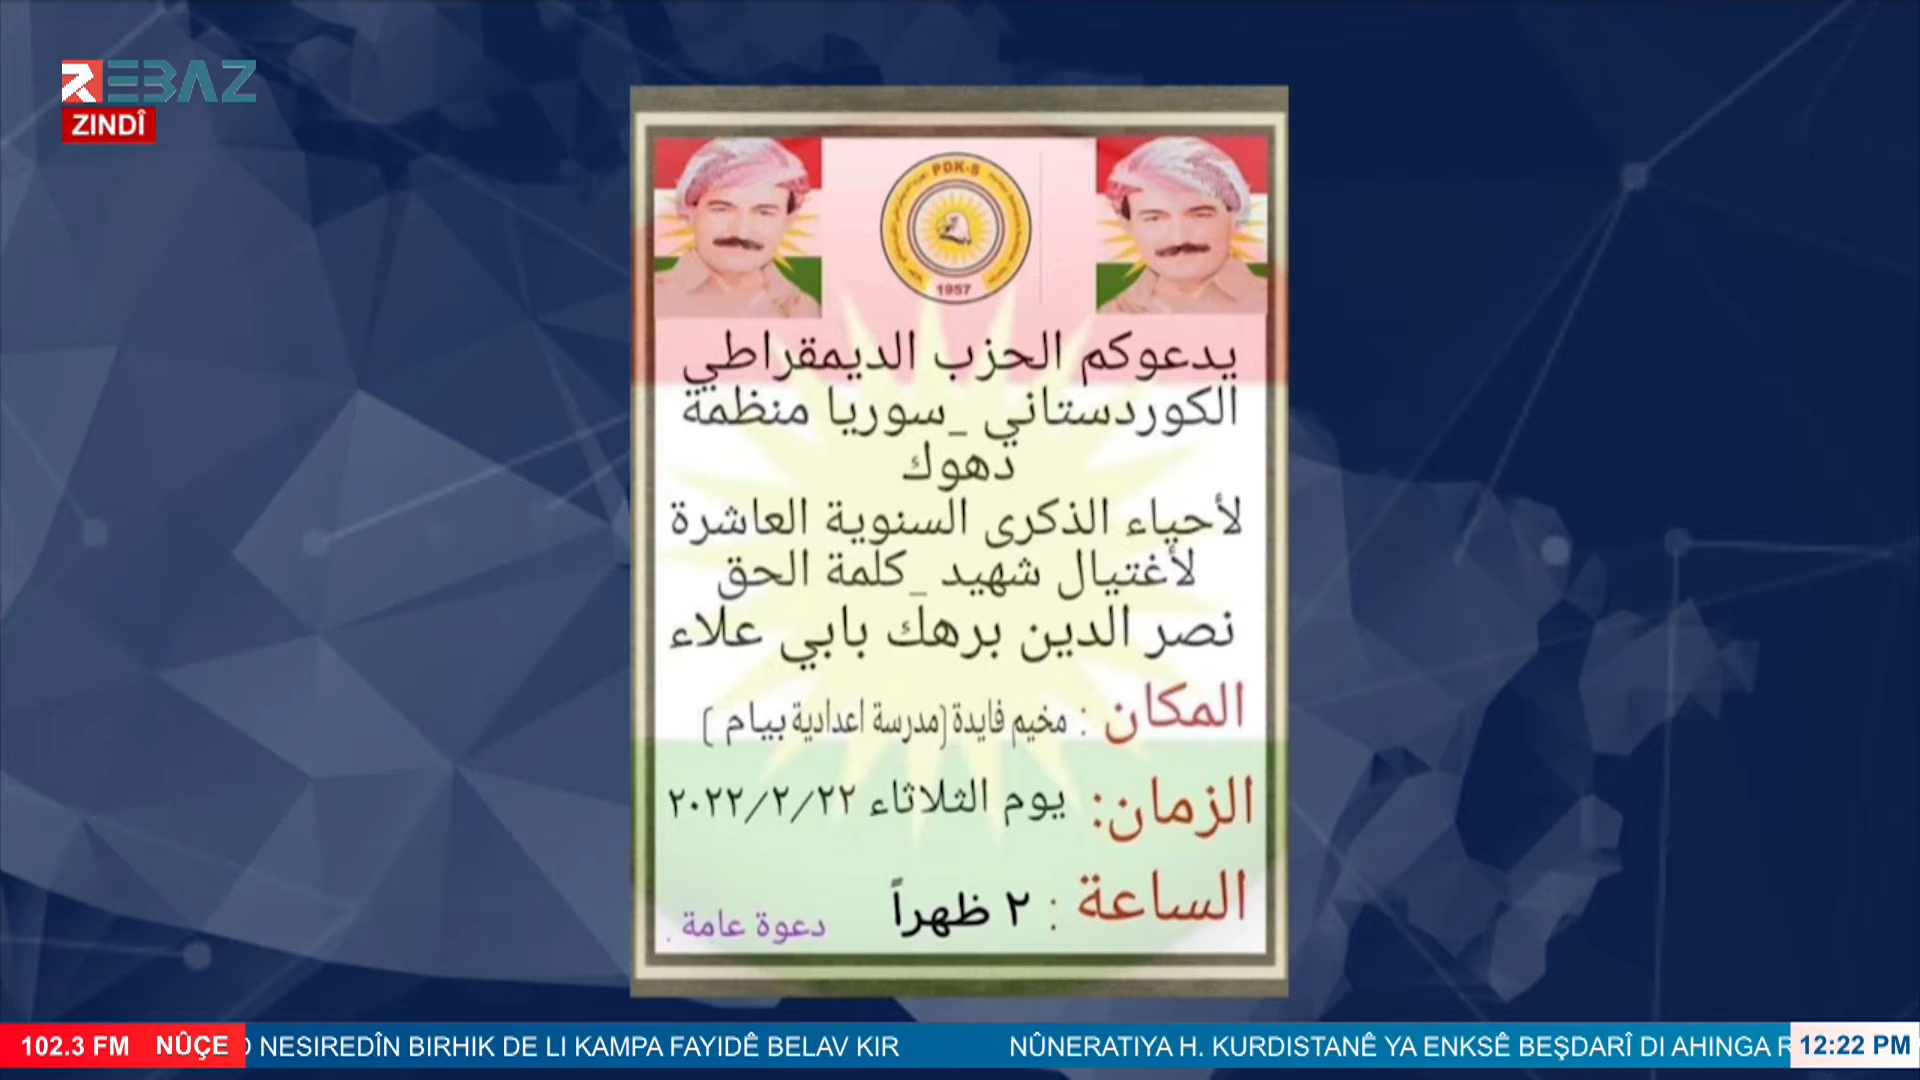 REBAZ
ZINDÎ
PDK-S
1957
يدعوكم الحزب الديمقراطي
الكوردستاني _سوريا منظمة
دهوك
لأحياء الذكرى السنوية العاشرة
لأغتيال شهيد _كلمة الحق
نصر الدين برهك بابي علاء
المكان : مخيم فايدة (مدرسة اعدادية بيام )
الزمان: يوم الثلاثاء ٢٠٢٢/٢/٢٢
الساعة : ٢ ظهراً
دعوة عامة .
102.3 FM NÛÇE NESIREDÎN BIRHIK DE LI KAMPA FAYIDÊ BELAV KIR NÛNERATIYA H. KURDISTANÊ YA ENKSÊ BEŞDARÎ DI AHINGA 12:22 PM